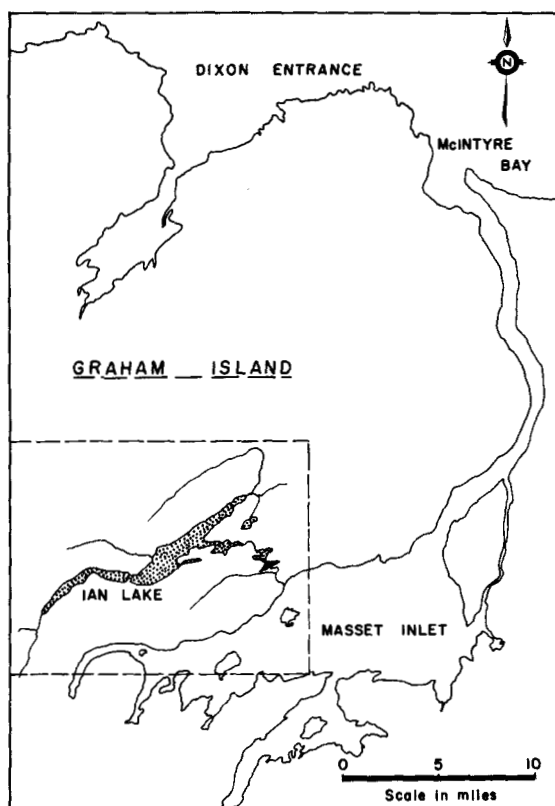 DIXON ENTRANCE
N
McINTYRE
BAY
GRAHAM ISLAND
IAN LAKE
MASSET INLET
0 5 10
Scale in miles